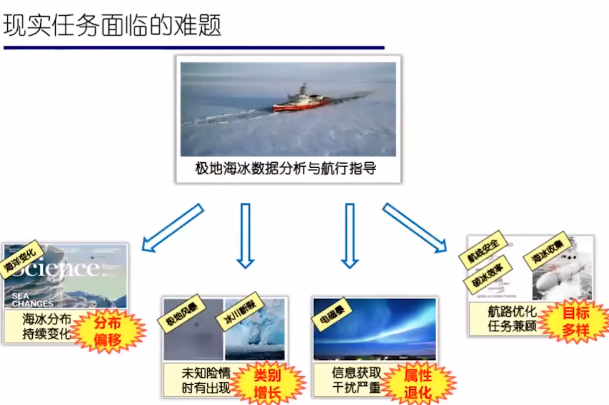 现实任务面临的难题
极地海冰数据分析与航行指导
海洋变化
Science
SEA
CHANGES
海冰分布
持续变化
分布
偏移
极地风暴
冰川断裂
未知险情
时有出现
类别
增长
电磁暴
信息获取
干扰严重
属性
退化
航线安全
破冰效率
海冰收集
航路优化
任务兼顾
目标
多样